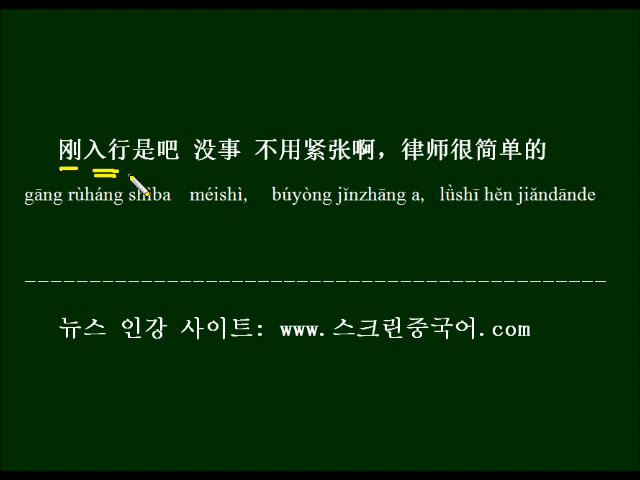 刚入行是吧 没事 不用紧张啊，律师很简单的
gāng rùháng shìba méishì, búyòng jǐnzhāng a, lǜshī hěn jiǎndānde
뉴스 인강 사이트: www.스크린중국어.com